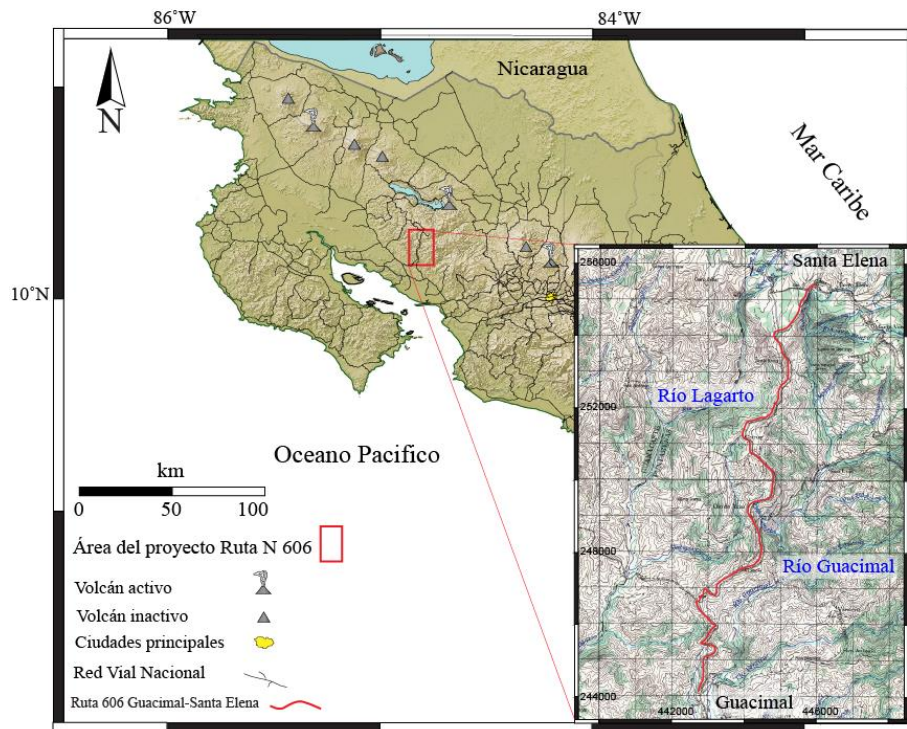 86°W
84°W
Nicaragua
N
Mar Caribe
10°N
Oceano Pacifico
km
0 50 100
Área del proyecto Ruta N 606
Volcán activo
Volcán inactivo
Ciudades principales
Red Vial Nacional
Ruta 606 Guacimal-Santa Elena
256000
Santa Elena
Río Lagarto
252000
248000
Río Guacimal
244000
Guacimal
442000
446000